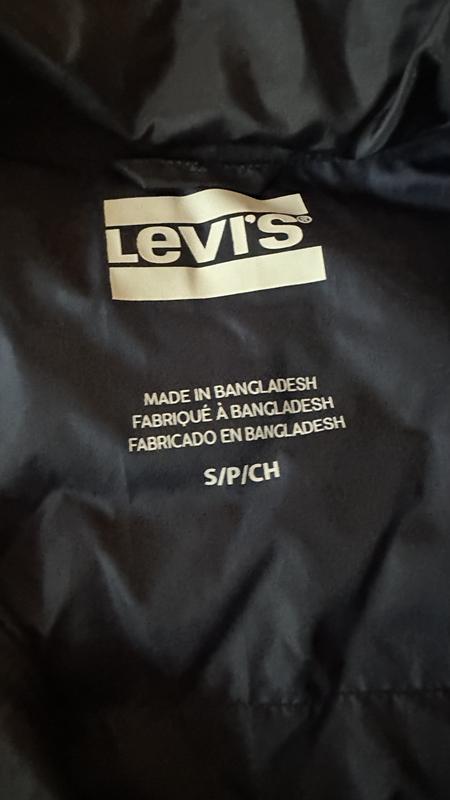 Levi's®
MADE IN BANGLADESH
FABRIQUÉ À BANGLADESH
FABRICADO EN BANGLADESH
S/P/CH